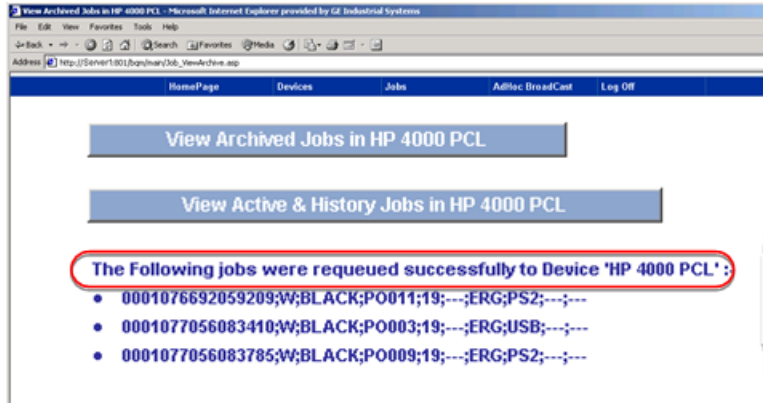 View Archived Jobs in HP 4000 PCL - Microsoft Internet Explorer provided by GE Industrial Systems
File Edit View Favorites Tools Help
Back Search Favorites Media
Address http://Server1:801/bqm/main/Job_ViewArchive.asp
HomePage Devices Jobs AdHoc BroadCast Log Off
View Archived Jobs in HP 4000 PCL
View Active & History Jobs in HP 4000 PCL
The Following jobs were requeued successfully to Device 'HP 4000 PCL' :
• 0001076692059209;W;BLACK;PO011;19;---;ERG;PS2;---;---
• 0001077056083410;W;BLACK;PO003;19;---;ERG;USB;---;---
• 0001077056083785;W;BLACK;PO009;19;---;ERG;PS2;---;---